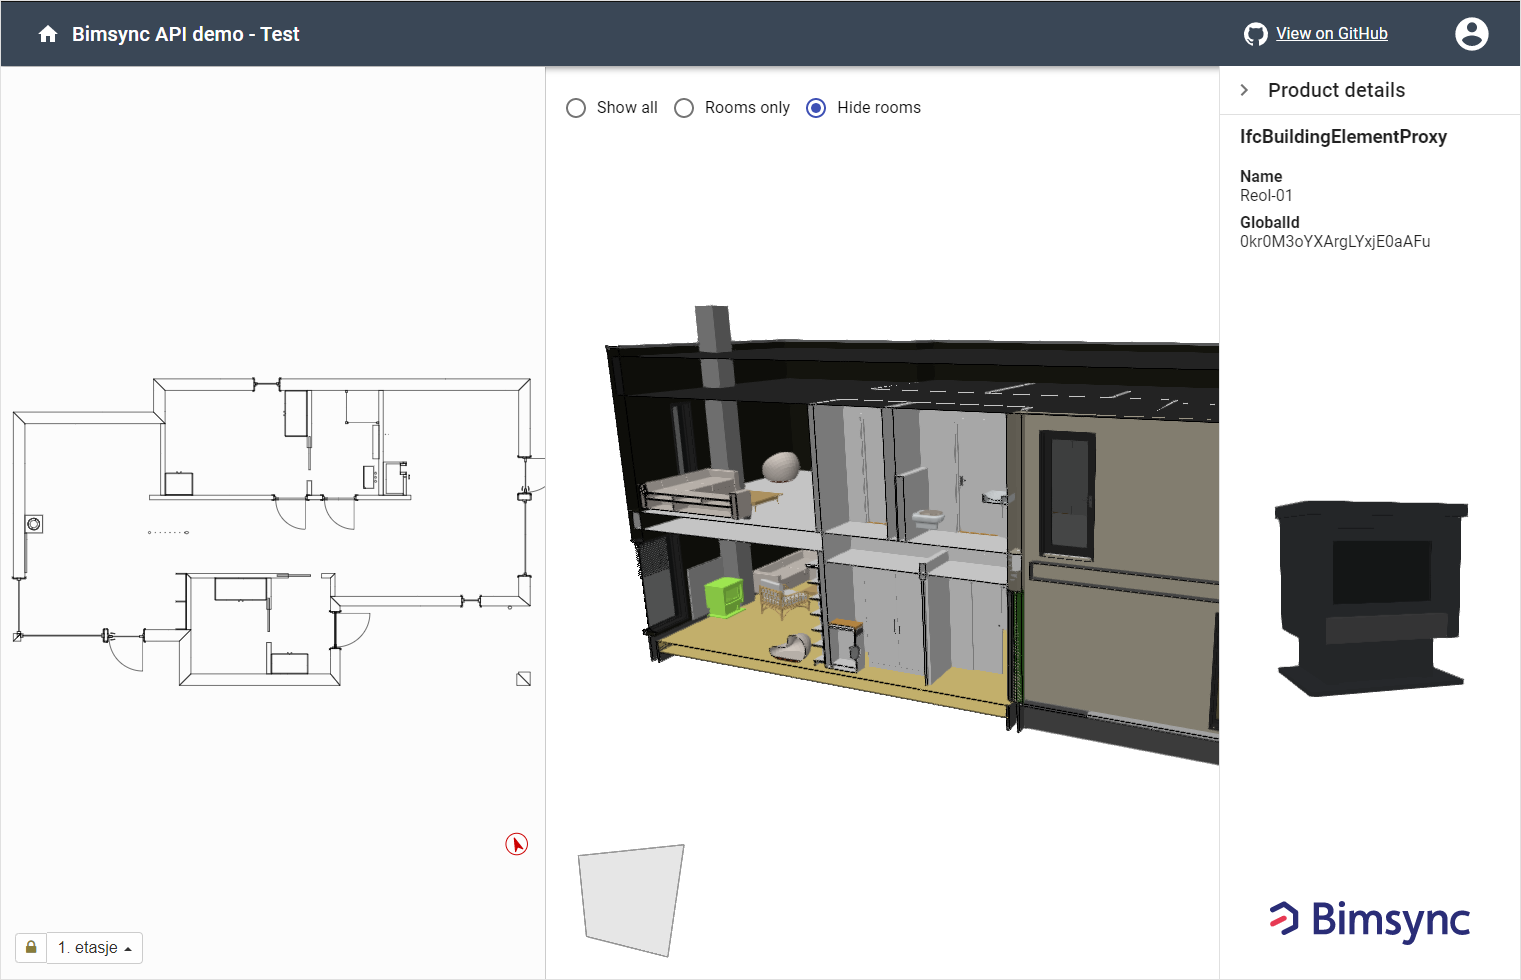 Bimsync API demo - Test
View on GitHub
Show all
Rooms only
Hide rooms
Product details
IfcBuildingElementProxy
Name
Reol-01
GlobalId
0kr0M3oYXArgLYxjE0aAFu
Bimsync
1. etasje